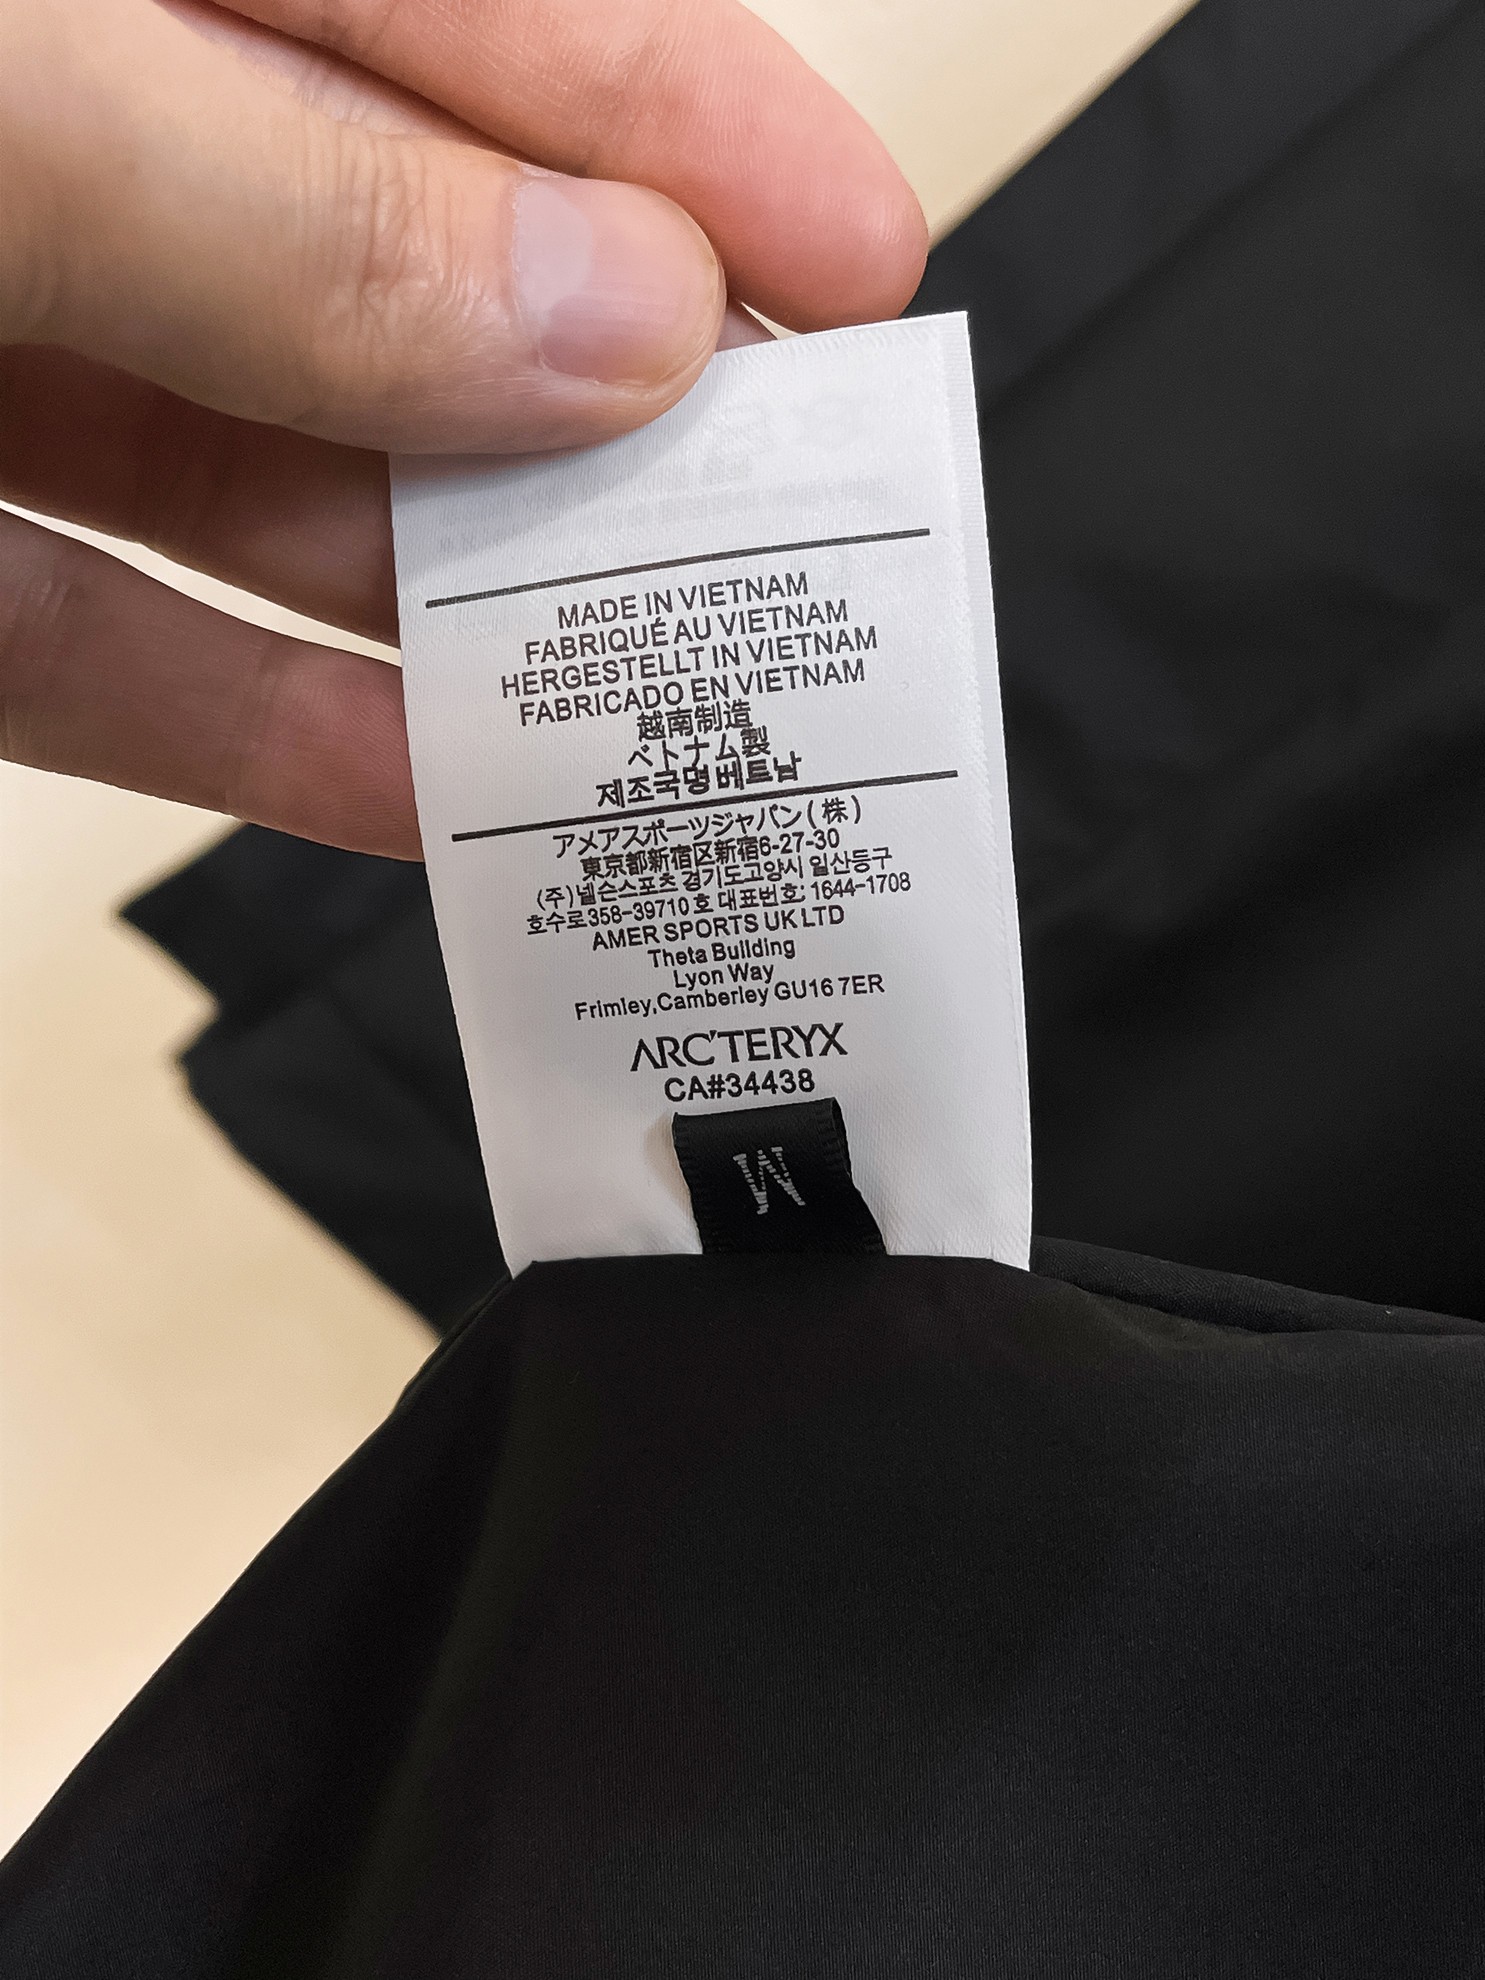 MADE IN VIETNAM
FABRIQUÉ AU VIETNAM
HERGESTELLT IN VIETNAM
FABRICADO EN VIETNAM
越南制造
ベトナム製
제조국명 베트남
アメアスポーツジャパン(株)
東京都新宿区新宿6-27-30
(주)넬슨스포츠 경기도고양시 일산동구
호수로358-39710호 대표번호: 1644-1708
AMER SPORTS UK LTD
Theta Building
Lyon Way
Frimley,Camberley GU16 7ER
ARC'TERYX
CA#34438
M